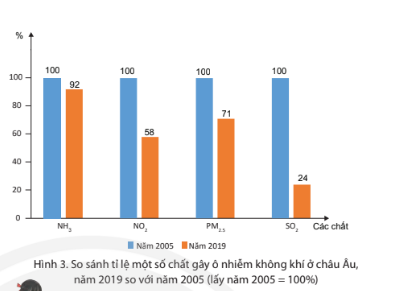 %
100 100 100 100
92
71
58
24
100
80
60
40
20
0
NH₃ NO₂ PM₂,₅ SO₂ Các chất
Năm 2005 Năm 2019
Hình 3. So sánh tỉ lệ một số chất gây ô nhiễm không khí ở châu Âu,
năm 2019 so với năm 2005 (lấy năm 2005 = 100%)